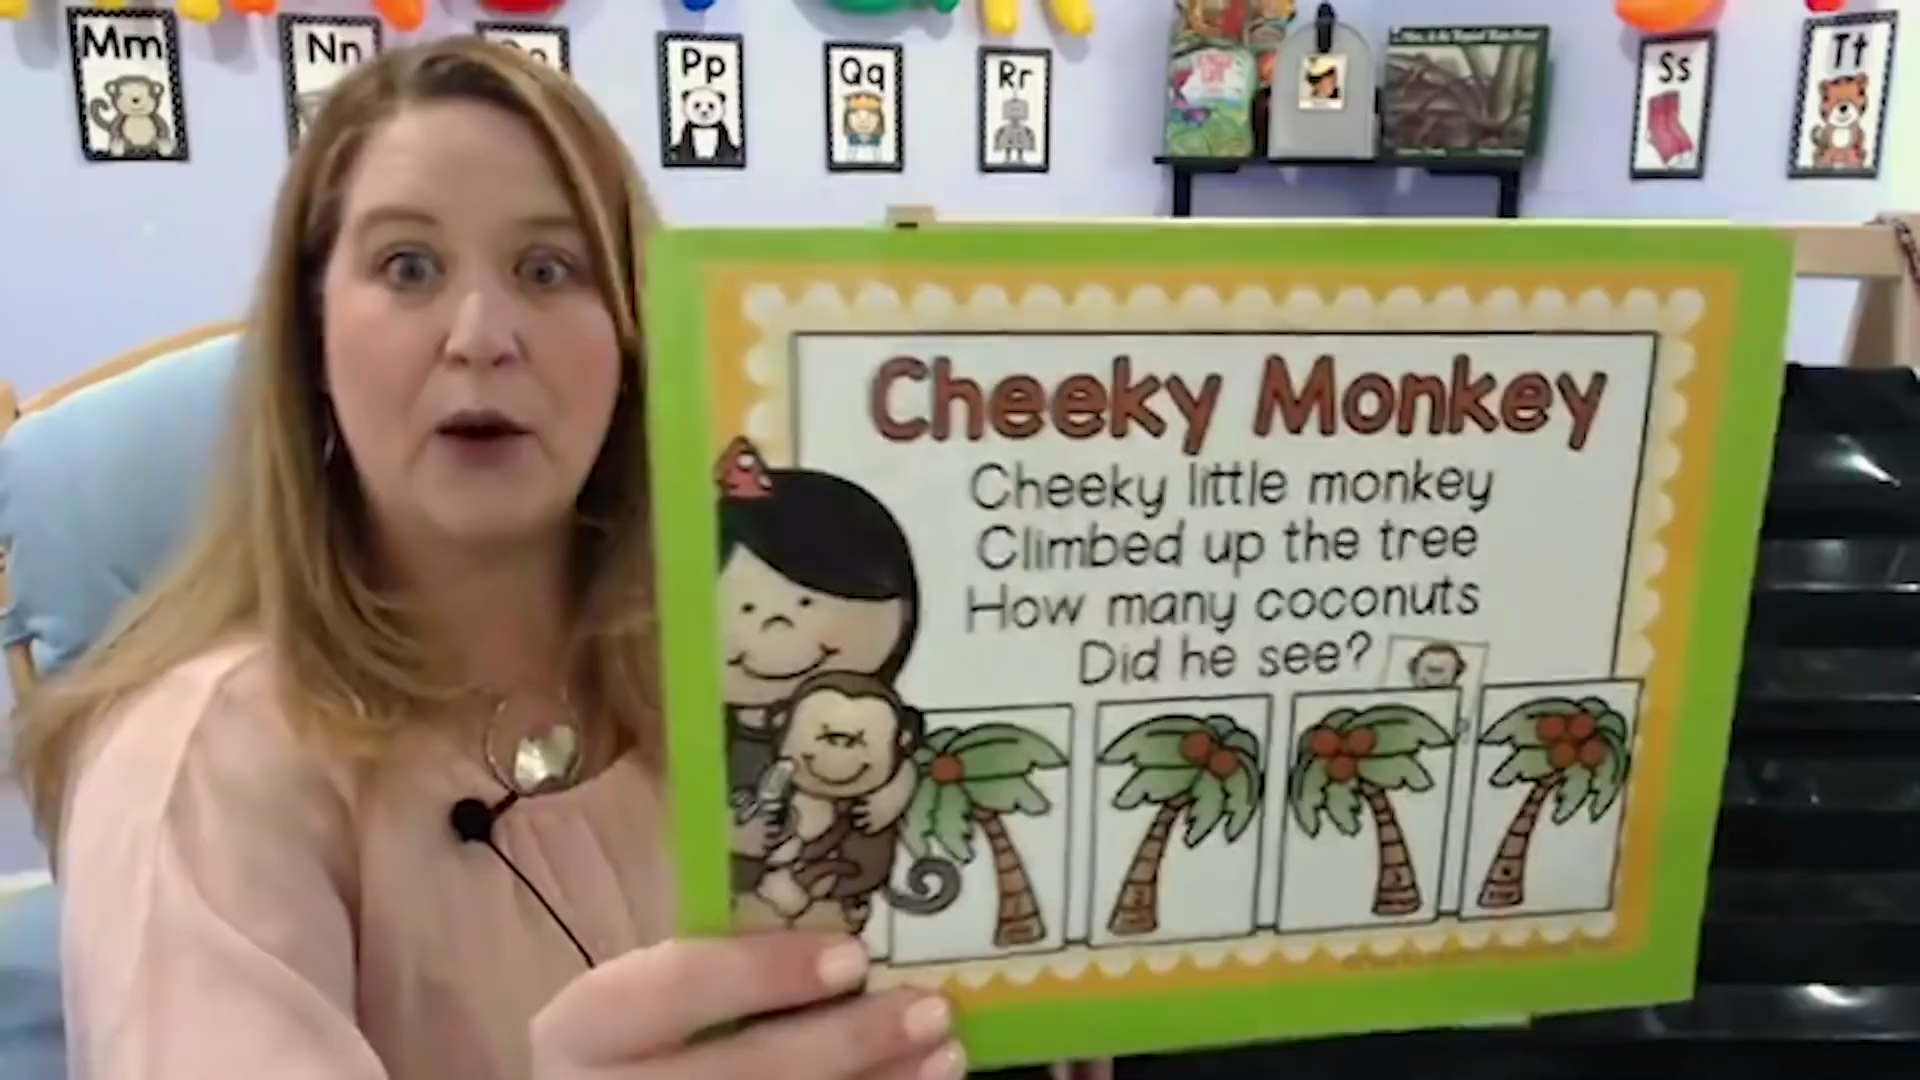 Mm
Nn
Pp
Qq
Rr
Ss
Tt
Cheeky Monkey
Cheeky little monkey
Climbed up the tree
How many coconuts
Did he see?